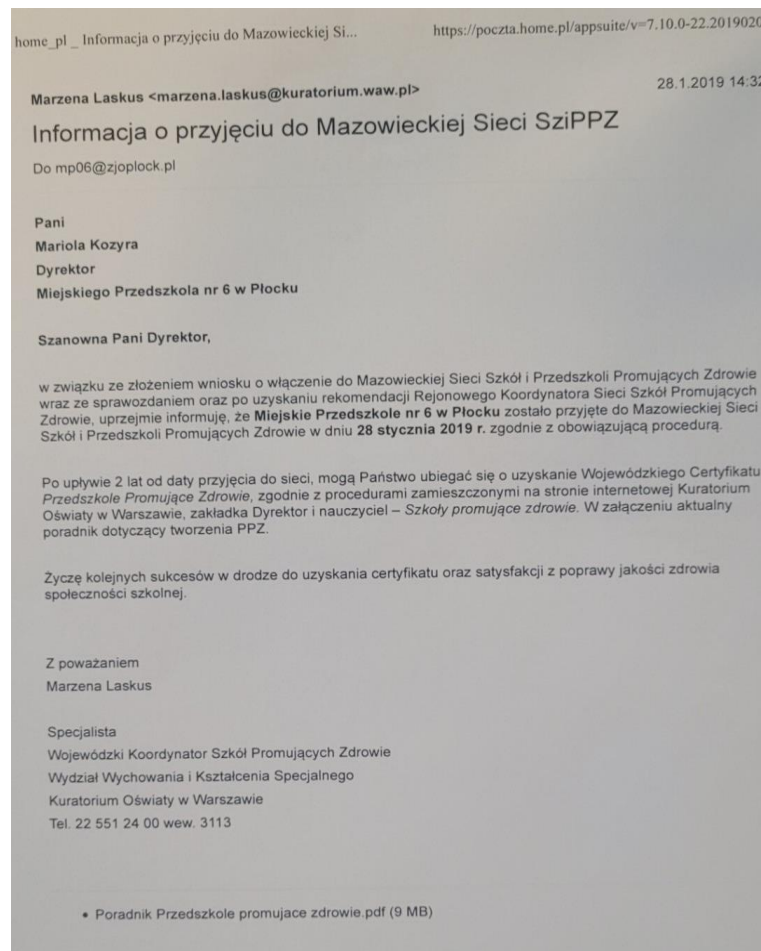 home_pl _ Informacja o przyjęciu do Mazowieckiej Si...
https://poczta.home.pl/appsuite/v=7.10.0-22.2019020
Marzena Laskus <marzena.laskus@kuratorium.waw.pl>
28.1.2019 14:32
Informacja o przyjęciu do Mazowieckiej Sieci SziPPZ
Do mp06@zjoplock.pl
Pani
Mariola Kozyra
Dyrektor
Miejskiego Przedszkola nr 6 w Płocku
Szanowna Pani Dyrektor,
w związku ze złożeniem wniosku o włączenie do Mazowieckiej Sieci Szkół i Przedszkoli Promujących Zdrowie
wraz ze sprawozdaniem oraz po uzyskaniu rekomendacji Rejonowego Koordynatora Sieci Szkół Promujących
Zdrowie, uprzejmie informuję, że Miejskie Przedszkole nr 6 w Płocku zostało przyjęte do Mazowieckiej Sieci
Szkół i Przedszkoli Promujących Zdrowie w dniu 28 stycznia 2019 r. zgodnie z obowiązującą procedurą.
Po upływie 2 lat od daty przyjęcia do sieci, mogą Państwo ubiegać się o uzyskanie Wojewódzkiego Certyfikatu
Przedszkole Promujące Zdrowie, zgodnie z procedurami zamieszczonymi na stronie internetowej Kuratorium
Oświaty w Warszawie, zakładka Dyrektor i nauczyciel – Szkoły promujące zdrowie. W załączeniu aktualny
poradnik dotyczący tworzenia PPZ.
Życzę kolejnych sukcesów w drodze do uzyskania certyfikatu oraz satysfakcji z poprawy jakości zdrowia
społeczności szkolnej.
Z poważaniem
Marzena Laskus
Specjalista
Wojewódzki Koordynator Szkół Promujących Zdrowie
Wydział Wychowania i Kształcenia Specjalnego
Kuratorium Oświaty w Warszawie
Tel. 22 551 24 00 wew. 3113
• Poradnik Przedszkole promujace zdrowie.pdf (9 MB)